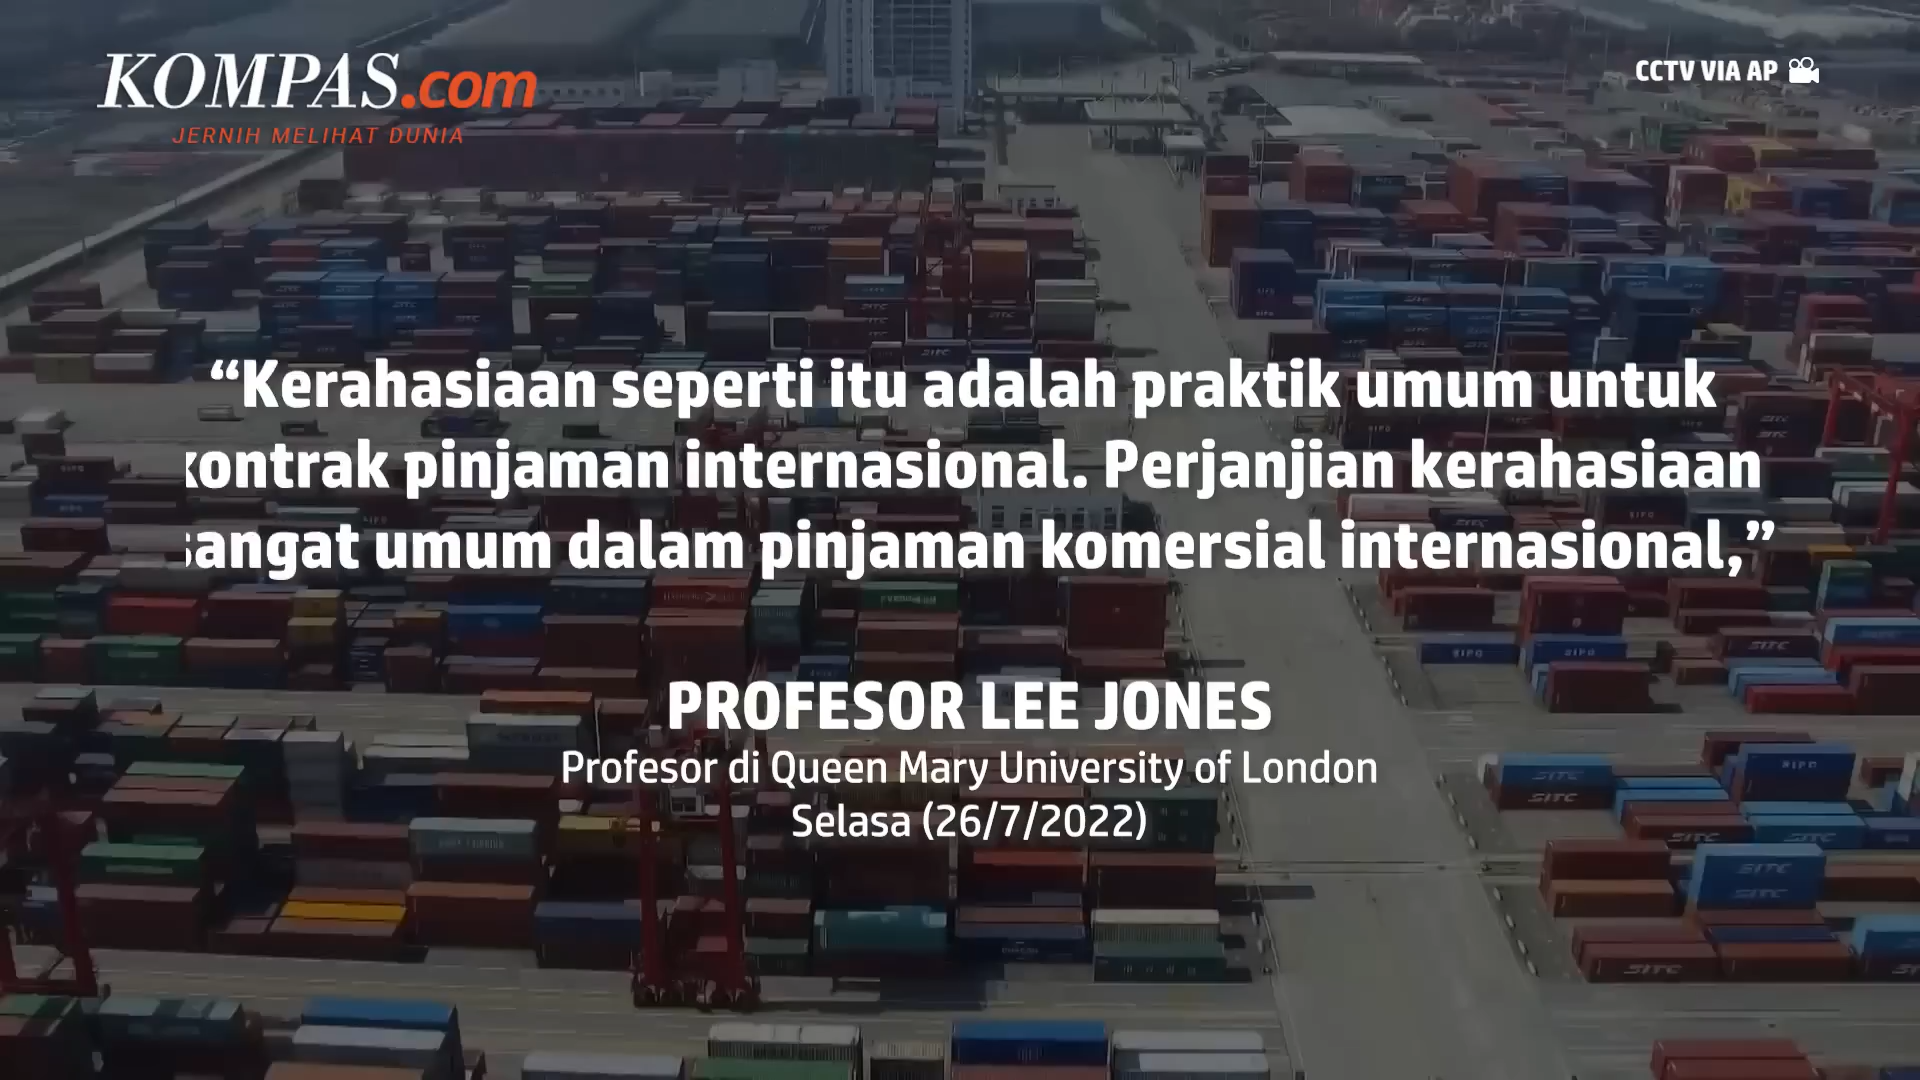 KOMPAS.com
JERNIH MELIHAT DUNIA
CCTV VIA AP
“Kerahasiaan seperti itu adalah praktik umum untuk
kontrak pinjaman internasional. Perjanjian kerahasiaan
sangat umum dalam pinjaman komersial internasional,”
PROFESOR LEE JONES
Profesor di Queen Mary University of London
Selasa (26/7/2022)
SITC
SIPG